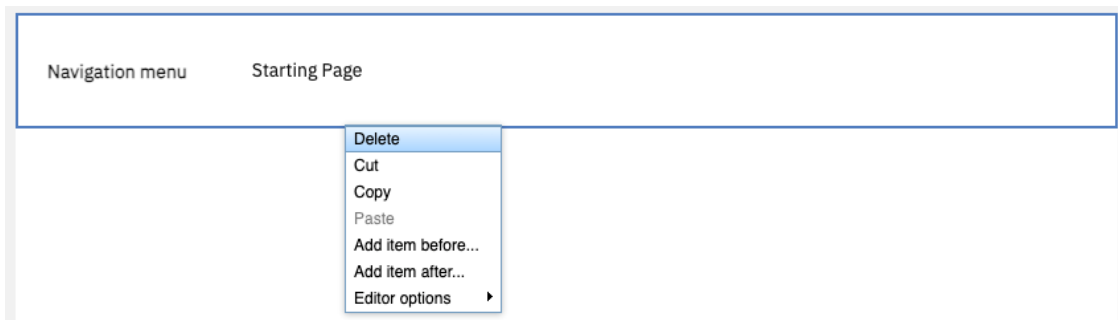 Navigation menu
Starting Page
Delete
Cut
Copy
Paste
Add item before...
Add item after...
Editor options